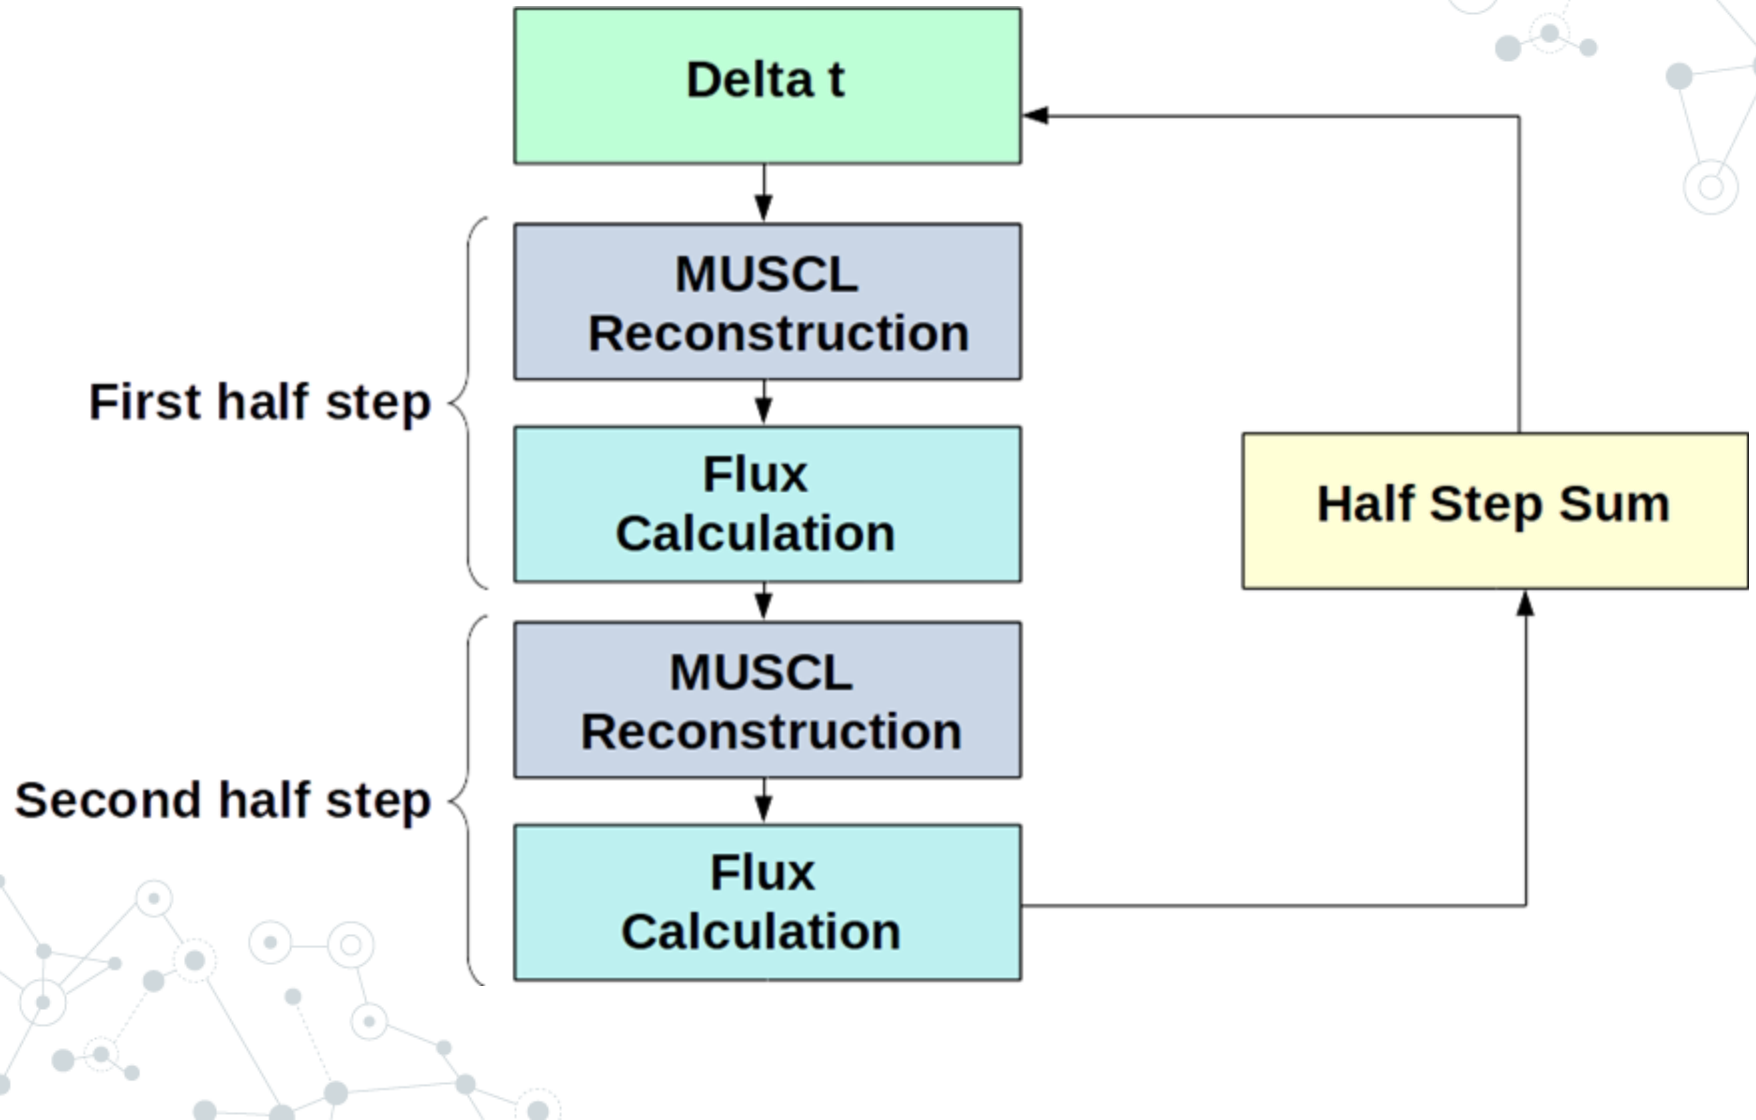 Delta t
MUSCL
Reconstruction
First half step
Flux
Calculation
Half Step Sum
MUSCL
Reconstruction
Second half step
Flux
Calculation